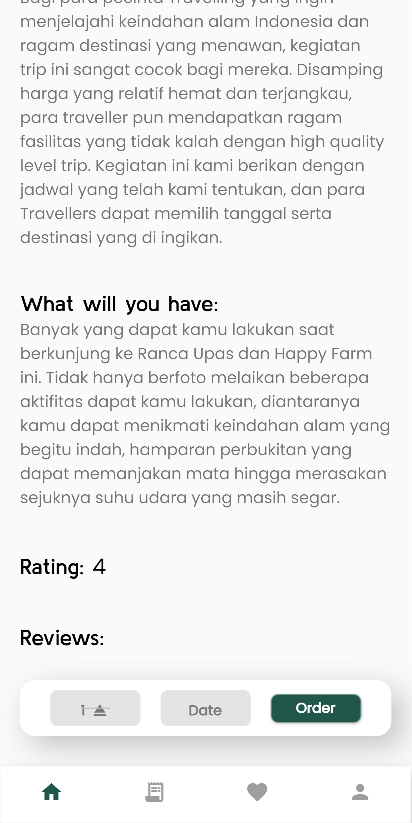 Bagi para pecinta Travelling yang ingin
menjelajahi keindahan alam Indonesia dan
ragam destinasi yang menawan, kegiatan
trip ini sangat cocok bagi mereka. Disamping
harga yang relatif hemat dan terjangkau,
para traveller pun mendapatkan ragam
fasilitas yang tidak kalah dengan high quality
level trip. Kegiatan ini kami berikan dengan
jadwal yang telah kami tentukan, dan para
Travellers dapat memilih tanggal serta
destinasi yang di ingikan.
What will you have:
Banyak yang dapat kamu lakukan saat
berkunjung ke Ranca Upas dan Happy Farm
ini. Tidak hanya berfoto melaikan beberapa
aktifitas dapat kamu lakukan, diantaranya
kamu dapat menikmati keindahan alam yang
begitu indah, hamparan perbukitan yang
dapat memanjakan mata hingga merasakan
sejuknya suhu udara yang masih segar.
Rating: 4
Reviews:
1
Date
Order